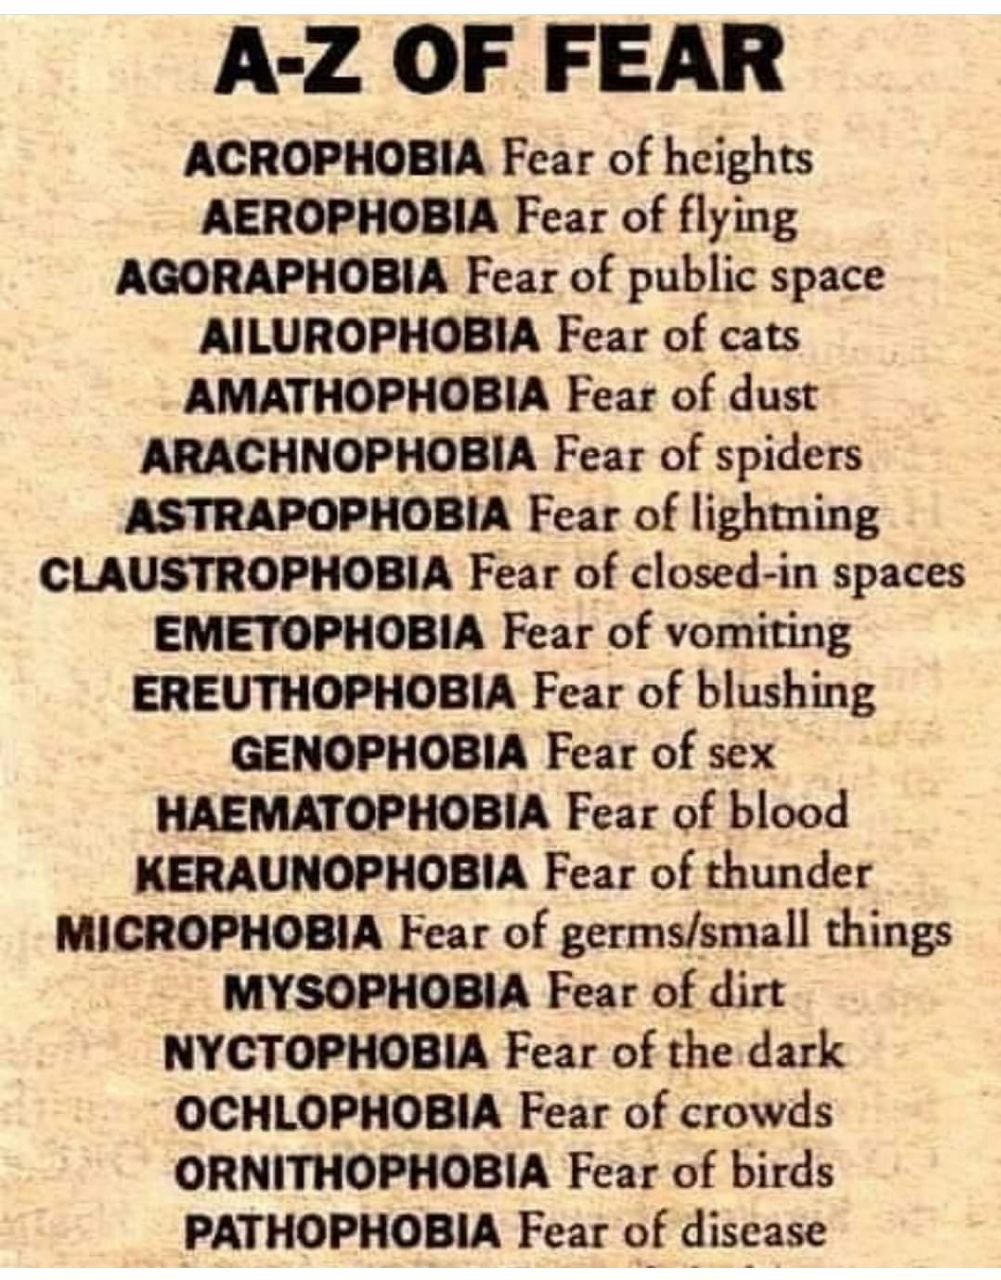 A-Z OF FEAR
ACROPHOBIA Fear of heights
AEROPHOBIA Fear of flying
AGORAPHOBIA Fear of public space
AILUROPHOBIA Fear of cats
AMATHOPHOBIA Fear of dust
ARACHNOPHOBIA Fear of spiders
ASTRAPOPHOBIA Fear of lightning
CLAUSTROPHOBIA Fear of closed-in spaces
EMETOPHOBIA Fear of vomiting
EREUTHOPHOBIA Fear of blushing
GENOPHOBIA Fear of sex
HAEMATOPHOBIA Fear of blood
KERAUNOPHOBIA Fear of thunder
MICROPHOBIA Fear of germs/small things
MYSOPHOBIA Fear of dirt
NYCTOPHOBIA Fear of the dark
OCHLOPHOBIA Fear of crowds
ORNITHOPHOBIA Fear of birds
PATHOPHOBIA Fear of disease